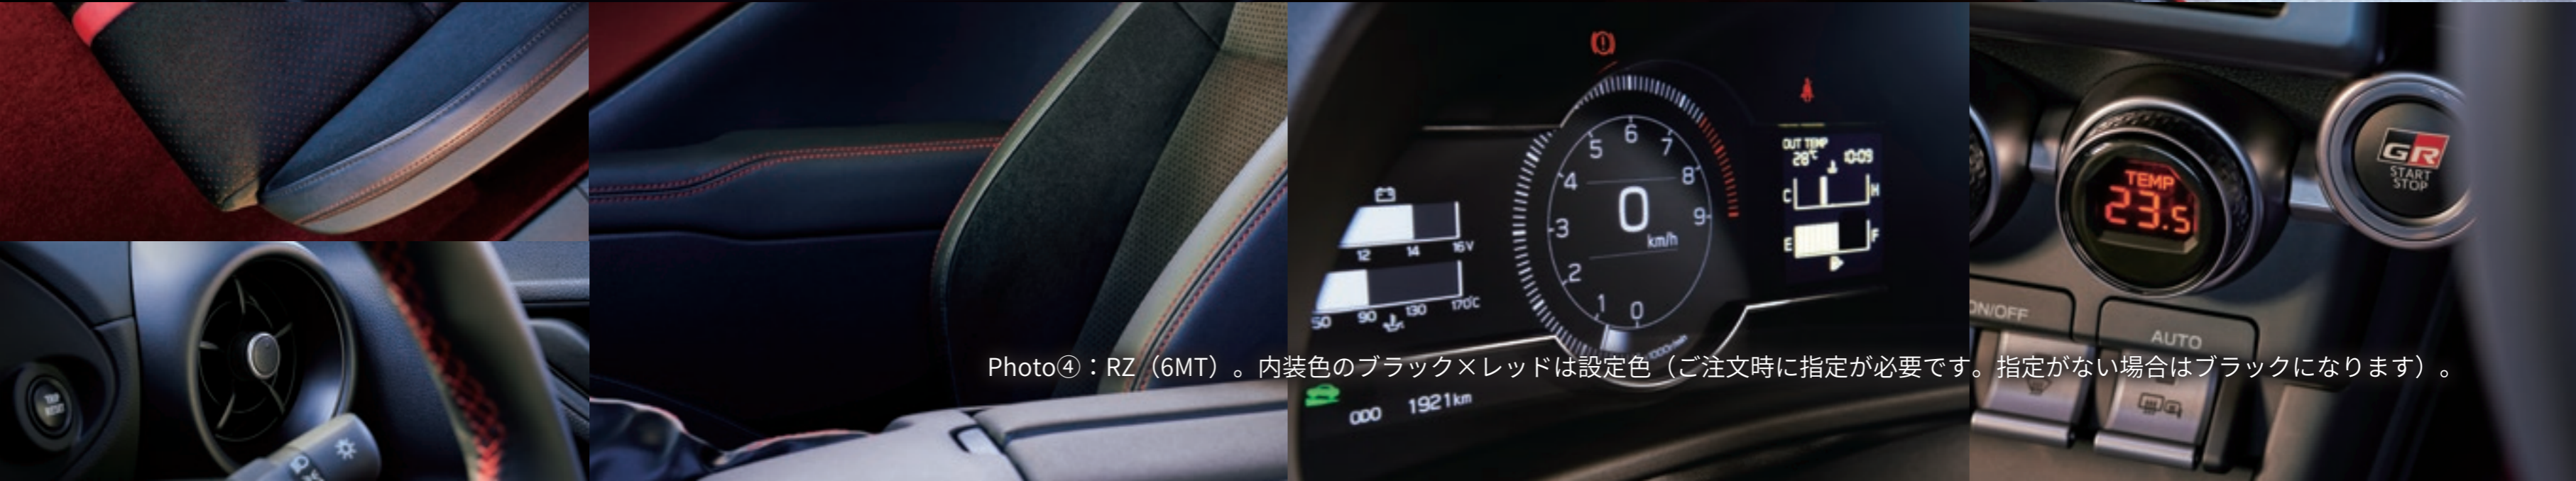 TRIP
RESET
12 14 16V
50 90 130 170℃
0 1 2 3 4 5 6 7 8 9
0
km/h
×1000r/min
OUT TEMP
28℃ 10:09
C H
E F
000 1921km
TEMP
23.5
GR
START
STOP
ON/OFF
AUTO
Photo④：RZ（6MT）。内装色のブラック×レッドは設定色（ご注文時に指定が必要です。指定がない場合はブラックになります）。